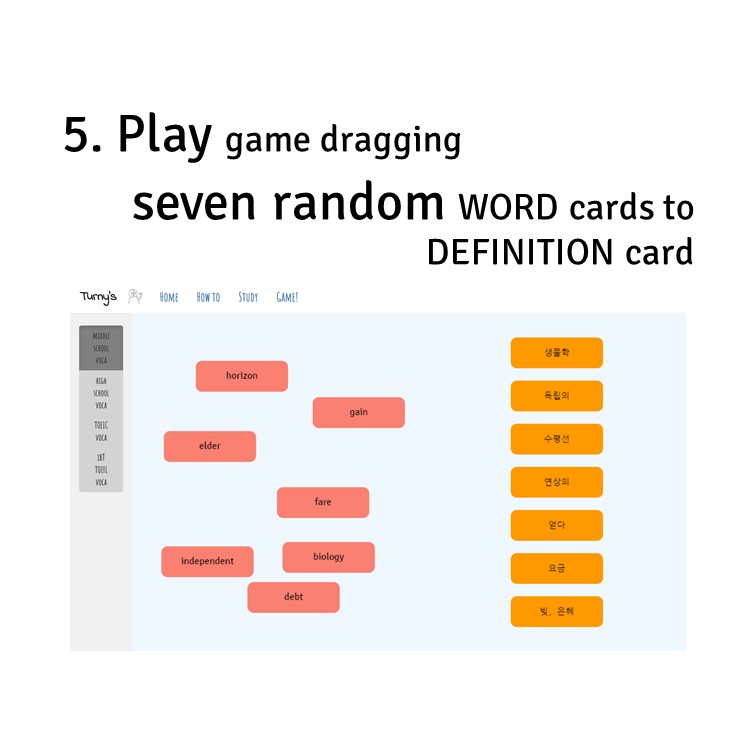 5. Play game dragging
seven random WORD cards to
DEFINITION card
Turny's
HOME HOW TO STUDY GAME!
MIDDLE
SCHOOL
VOCA
HIGH
SCHOOL
VOCA
TOEIC
VOCA
IBT
TOEFL
VOCA
horizon
gain
elder
fare
independent
biology
debt
생물학
독립의
수평선
연상의
얻다
요금
빚, 은혜